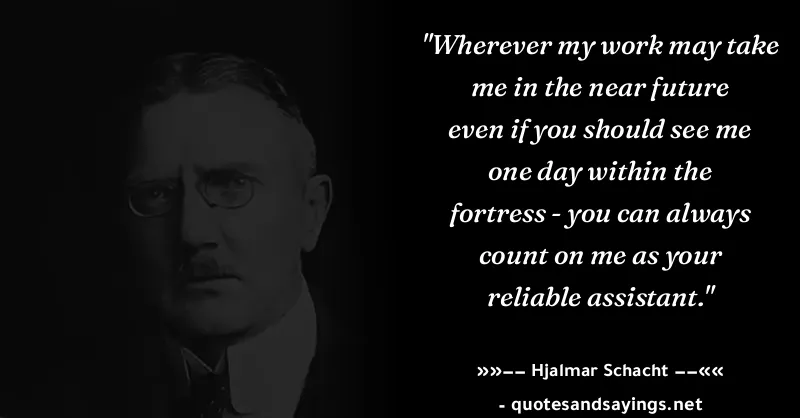 "Wherever my work may take
me in the near future
even if you should see me
one day within the
fortress - you can always
count on me as your
reliable assistant."
»»–– Hjalmar Schacht ––««
- quotesandsayings.net